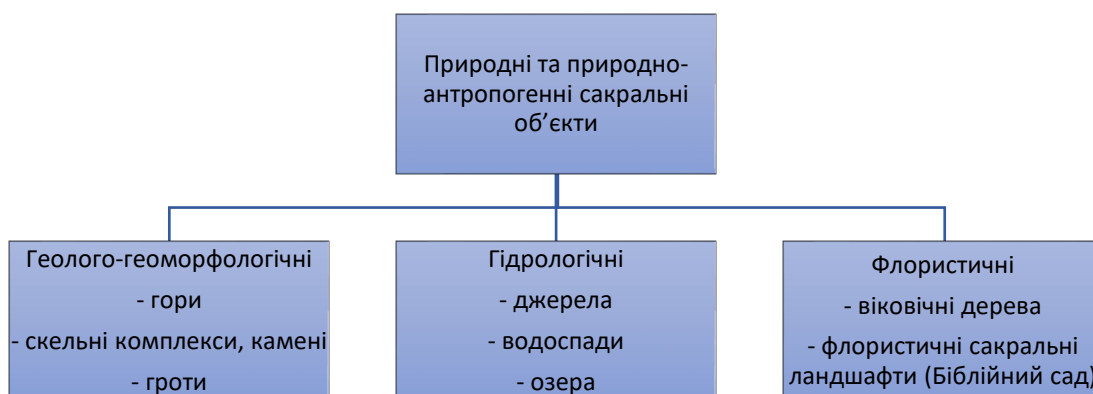 Природні та природно-
антропогенні сакральні
об’єкти
Геолого-геоморфологічні
- гори
- скельні комплекси, камені
- гроти
Гідрологічні
- джерела
- водоспади
- озера
Флористичні
- віковічні дерева
- флористичні сакральні
ландшафти (Біблійний сад)